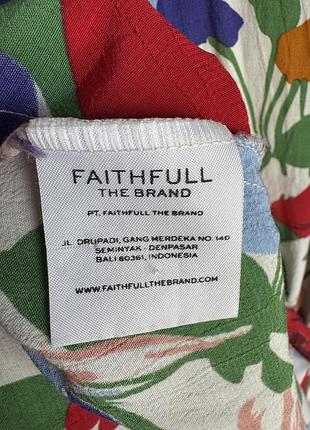 FAITHFULL
THE BRAND
PT. FAITHFULL THE BRAND
JL. DRUPADI, GANG MERDEKA NO. 14D
SEMINYAK - DENPASAR
BALI 80361, INDONESIA
WWW.FAITHFULLTHEBRAND.COM